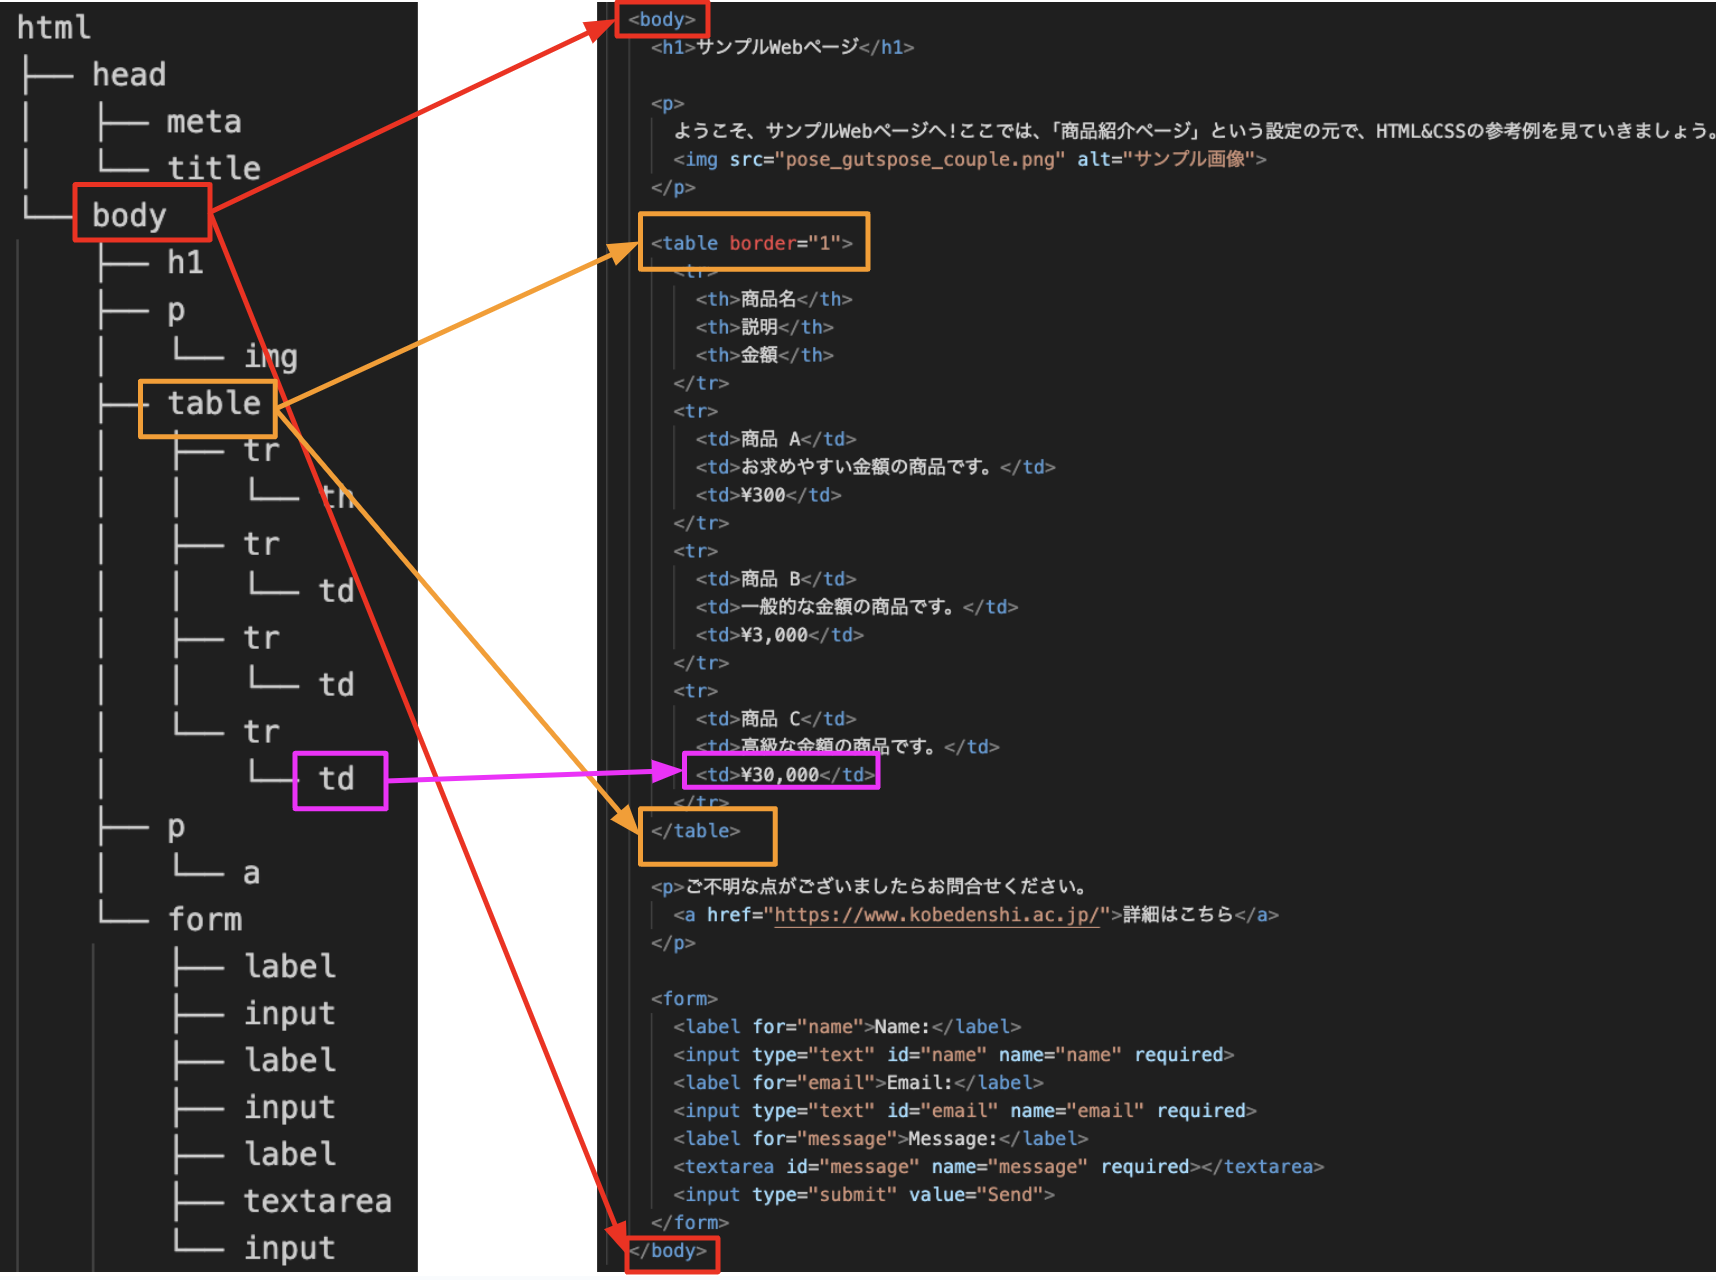 html
├── head
│   ├── meta
│   └── title
└── body
    ├── h1
    ├── p
    │   └── img
    ├── table
    │   ├── tr
    │   │   └── th
    │   ├── tr
    │   │   └── td
    │   ├── tr
    │   │   └── td
    │   └── tr
    │       └── td
    ├── p
    │   └── a
    └── form
        ├── label
        ├── input
        ├── label
        ├── input
        ├── label
        ├── textarea
        └── input
<body>
<h1>サンプルWebページ</h1>
<p>
ようこそ、サンプルWebページへ!ここでは、「商品紹介ページ」という設定の元で、HTML&CSSの参考例を見ていきましょう。
<img src="pose_gutspose_couple.png" alt="サンプル画像">
</p>
<table border="1">
<tr>
<th>商品名</th>
<th>説明</th>
<th>金額</th>
</tr>
<tr>
<td>商品 A</td>
<td>お求めやすい金額の商品です。</td>
<td>¥300</td>
</tr>
<tr>
<td>商品 B</td>
<td>一般的な金額の商品です。</td>
<td>¥3,000</td>
</tr>
<tr>
<td>商品 C</td>
<td>高級な金額の商品です。</td>
<td>¥30,000</td>
</tr>
</table>
<p>ご不明な点がございましたらお問合せください。
<a href="https://www.kobedenshi.ac.jp/">詳細はこちら</a>
</p>
<form>
<label for="name">Name:</label>
<input type="text" id="name" name="name" required>
<label for="email">Email:</label>
<input type="text" id="email" name="email" required>
<label for="message">Message:</label>
<textarea id="message" name="message" required></textarea>
<input type="submit" value="Send">
</form>
</body>